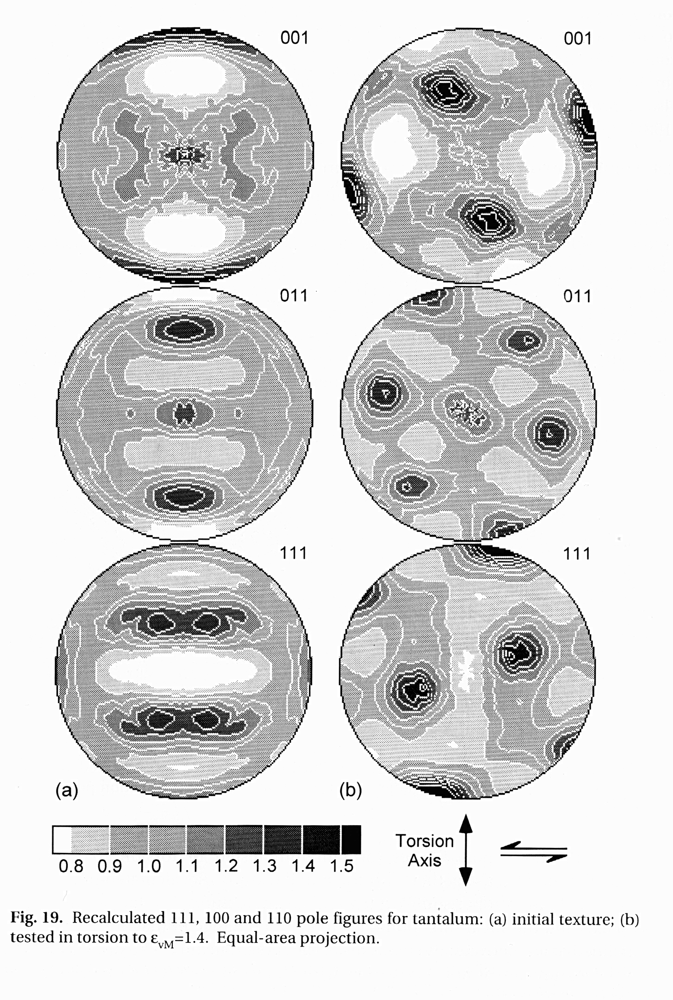 001
001
011
011
111
111
(a)
(b)
0.8 0.9 1.0 1.1 1.2 1.3 1.4 1.5
Torsion
Axis
Fig. 19. Recalculated 111, 100 and 110 pole figures for tantalum: (a) initial texture; (b)
tested in torsion to εvM=1.4. Equal-area projection.